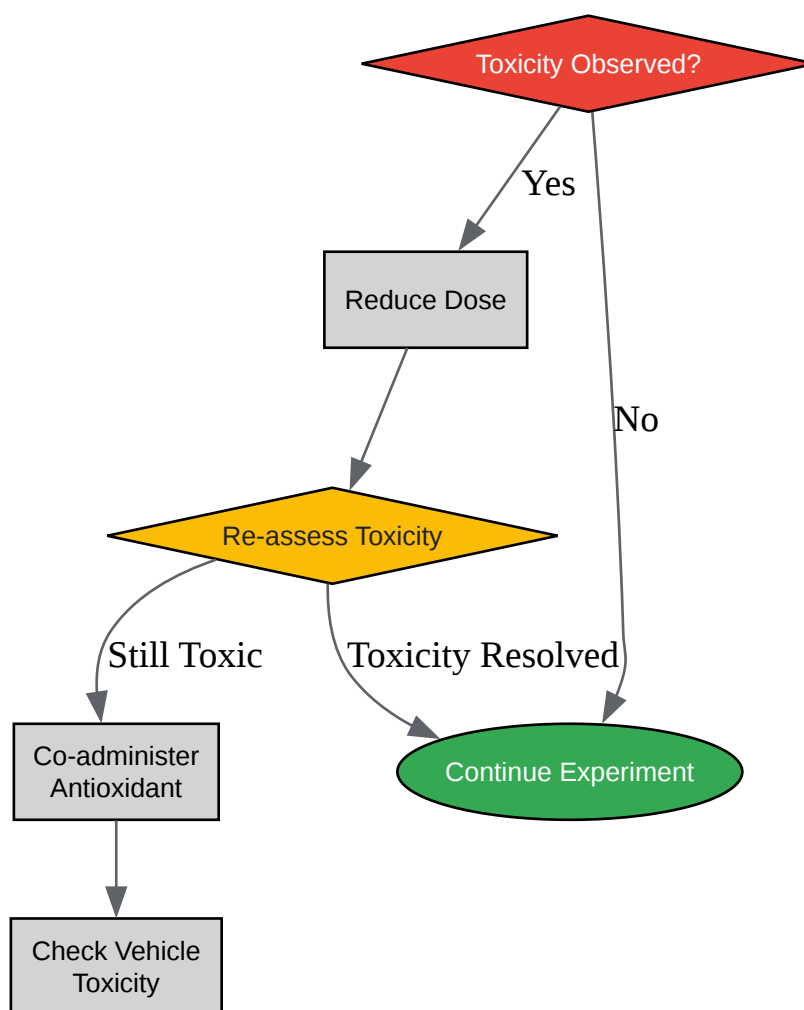 Toxicity Observed?
Yes
Reduce Dose
No
Re-assess Toxicity
Still Toxic
Toxicity Resolved
Co-administer
Antioxidant
Continue Experiment
Check Vehicle
Toxicity